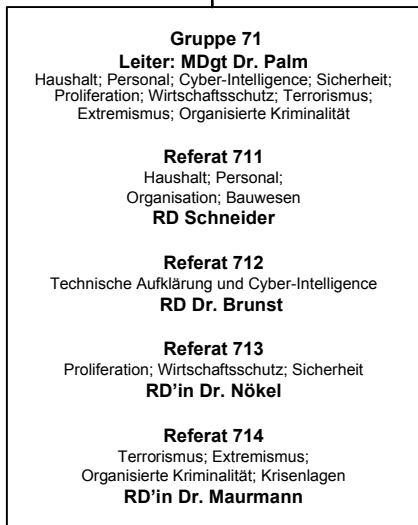 Gruppe 71
Leiter: MDgt Dr. Palm
Haushalt; Personal; Cyber-Intelligence; Sicherheit;
Proliferation; Wirtschaftsschutz; Terrorismus;
Extremismus; Organisierte Kriminalität
Referat 711
Haushalt; Personal;
Organisation; Bauwesen
RD Schneider
Referat 712
Technische Aufklärung und Cyber-Intelligence
RD Dr. Brunst
Referat 713
Proliferation; Wirtschaftsschutz; Sicherheit
RD’in Dr. Nökel
Referat 714
Terrorismus; Extremismus;
Organisierte Kriminalität; Krisenlagen
RD’in Dr. Maurmann